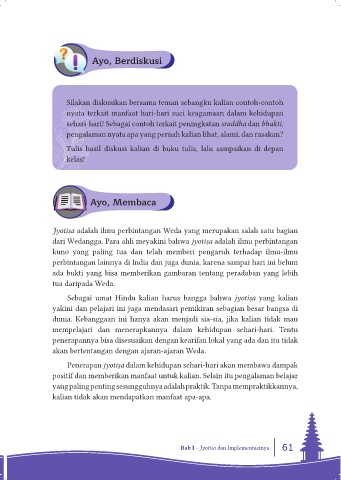 Ayo, Berdiskusi
Silakan diskusikan bersama teman sebangku kalian contoh-contoh
nyata terkait manfaat hari-hari suci keagamaan dalam kehidupan
sehari-hari! Sebagai contoh terkait peningkatan sraddha dan bhakti,
pengalaman nyata apa yang pernah kalian lihat, alami, dan rasakan?
Tulis hasil diskusi kalian di buku tulis, lalu sampaikan di depan
kelas!
Ayo, Membaca
Jyotiṣa adalah ilmu perbintangan Weda yang merupakan salah satu bagian
dari Wedangga. Para ahli meyakini bahwa jyotiṣa adalah ilmu perbintangan
kuno yang paling tua dan telah memberi pengaruh terhadap ilmu-ilmu
perbintangan lainnya di India dan juga dunia, karena sampai hari ini belum
ada bukti yang bisa memberikan gambaran tentang peradaban yang lebih
tua daripada Weda.
Sebagai umat Hindu kalian harus bangga bahwa jyotiṣa yang kalian
yakini dan pelajari ini juga mendasari pemikiran sebagian besar bangsa di
dunia. Kebanggaan ini hanya akan menjadi sia-sia, jika kalian tidak mau
mempelajari dan menerapkannya dalam kehidupan sehari-hari. Tentu
penerapannya bisa disesuaikan dengan kearifan lokal yang ada dan itu tidak
akan bertentangan dengan ajaran-ajaran Weda.
Penerapan jyotiṣa dalam kehidupan sehari-hari akan membawa dampak
positif dan memberikan manfaat untuk kalian. Selain itu pengalaman belajar
yang paling penting sesungguhnya adalah praktik. Tanpa mempraktikkannya,
kalian tidak akan mendapatkan manfaat apa-apa.
Bab I - Jyotiṣa dan Implementasinya 61